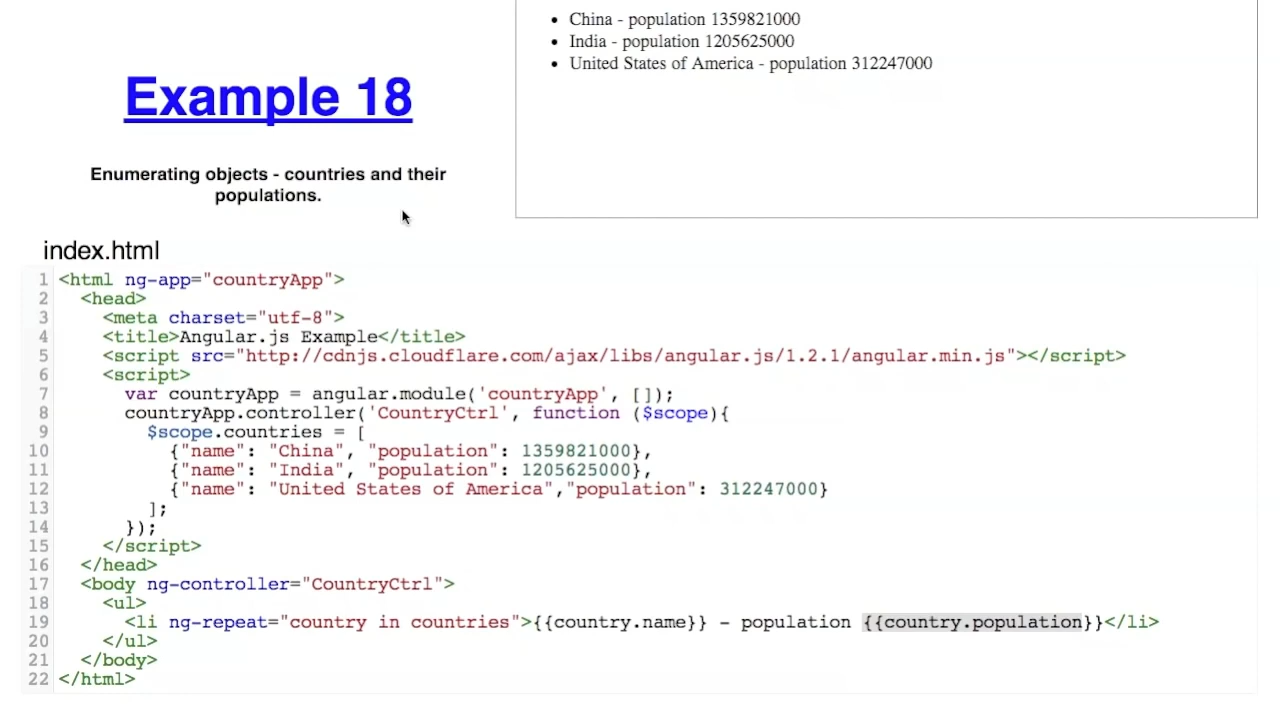 China - population 1359821000
India - population 1205625000
United States of America - population 312247000
Example 18
Enumerating objects - countries and their
populations.
index.html
1 <html ng-app="countryApp">
2   <head>
3     <meta charset="utf-8">
4     <title>Angular.js Example</title>
5     <script src="http://cdnjs.cloudflare.com/ajax/libs/angular.js/1.2.1/angular.min.js"></script>
6     <script>
7       var countryApp = angular.module('countryApp', []);
8       countryApp.controller('CountryCtrl', function ($scope){
9         $scope.countries = [
10           {"name": "China", "population": 1359821000},
11           {"name": "India", "population": 1205625000},
12           {"name": "United States of America","population": 312247000}
13         ];
14       });
15     </script>
16   </head>
17   <body ng-controller="CountryCtrl">
18     <ul>
19       <li ng-repeat="country in countries">{{country.name}} - population {{country.population}}</li>
20     </ul>
21   </body>
22 </html>